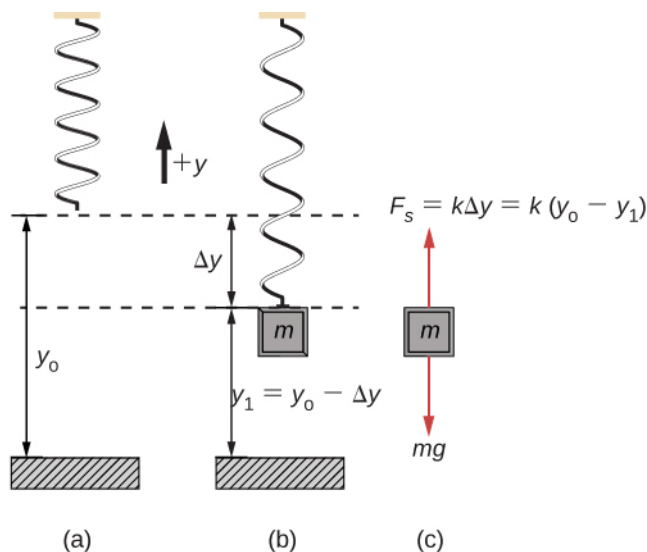 +y
F_s = kΔy = k (y_o − y_1)
Δy
m
m
y_o
y_1 = y_o − Δy
mg
(a)
(b)
(c)